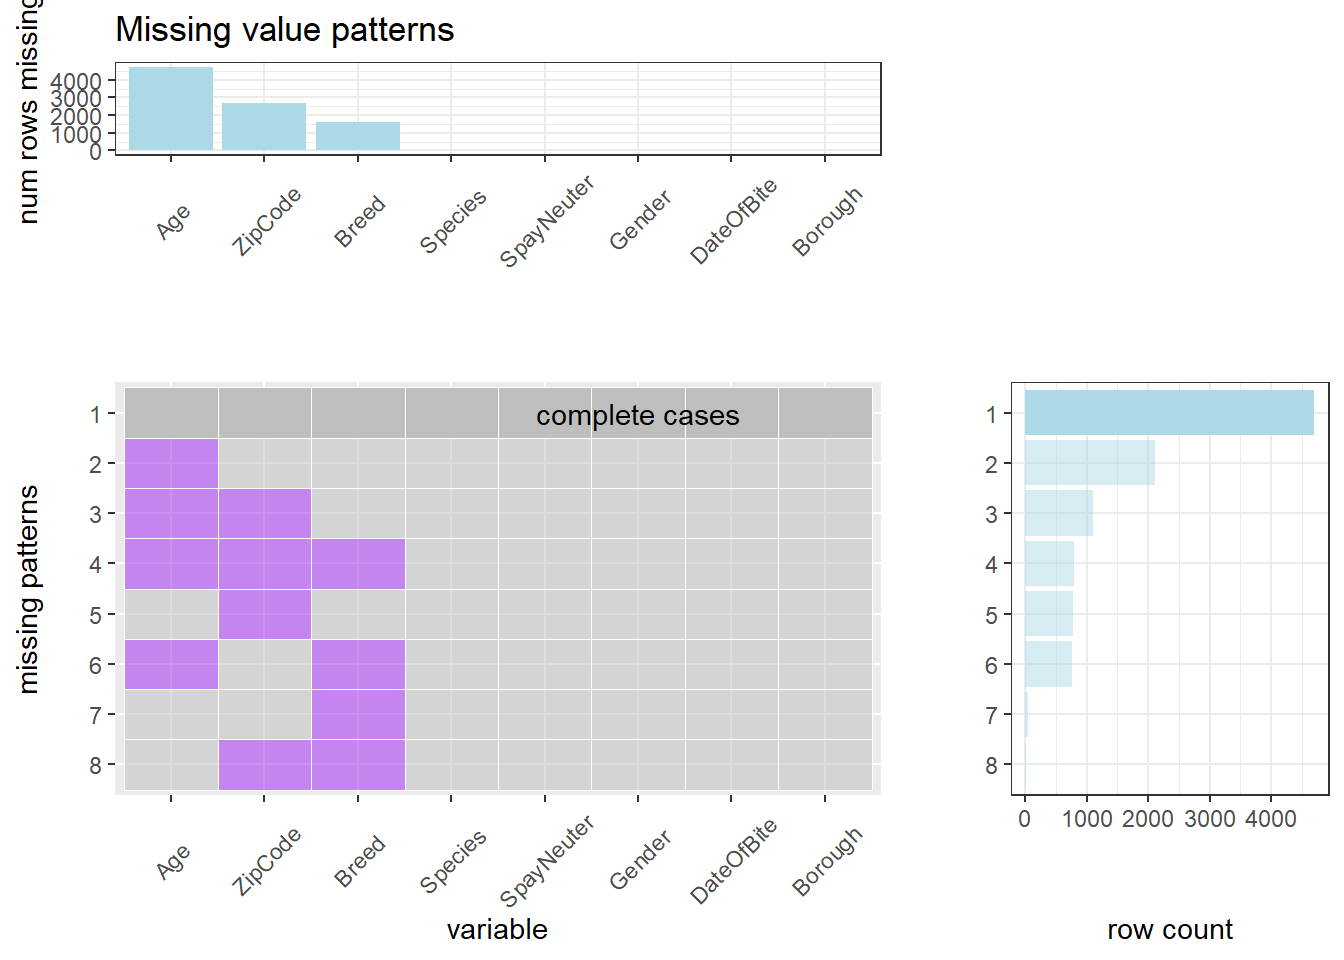 Missing value patterns
num rows missing
4000
3000
2000
1000
0
Age ZipCode Breed Species SpayNeuter Gender DateOfBite Borough
missing patterns
1
2
3
4
5
6
7
8
complete cases
Age ZipCode Breed Species SpayNeuter Gender DateOfBite Borough
variable
1
2
3
4
5
6
7
8
0 1000 2000 3000 4000
row count